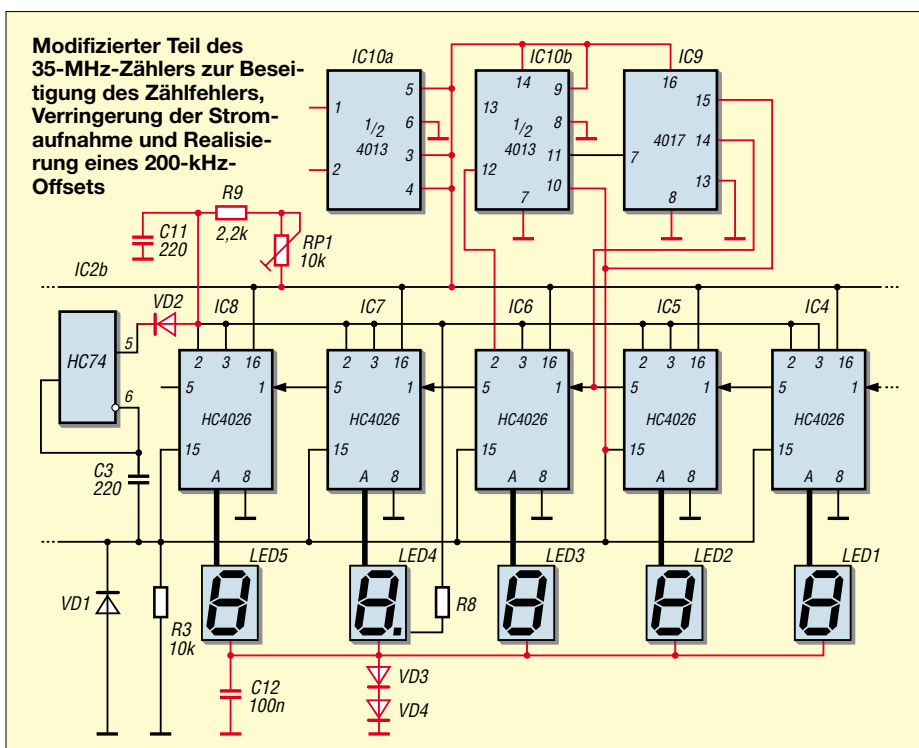 Modifizierter Teil des
35-MHz-Zählers zur Besei-
tigung des Zählfehlers,
Verringerung der Strom-
aufnahme und Realisie-
rung eines 200-kHz-
Offsets
IC10a
1
2
5
6
3
4
1/2
4013
IC10b
14
13
12
9
8
11
10
7
1/2
4013
IC9
16
15
14
13
7
8
4017
R9
2,2k
C11
220
RP1
10k
IC2b
VD2
HC74
5
6
C3
220
IC8
2
3
16
5
1
15
HC4026
A
8
IC7
2
3
16
5
1
15
HC4026
A
8
IC6
2
3
16
5
1
15
HC4026
A
8
IC5
2
3
16
5
1
15
HC4026
A
8
IC4
2
3
16
5
1
15
HC4026
A
8
LED5
8
LED4
8.
LED3
8
LED2
8
LED1
8
VD1
R3
10k
R8
C12
100n
VD3
VD4